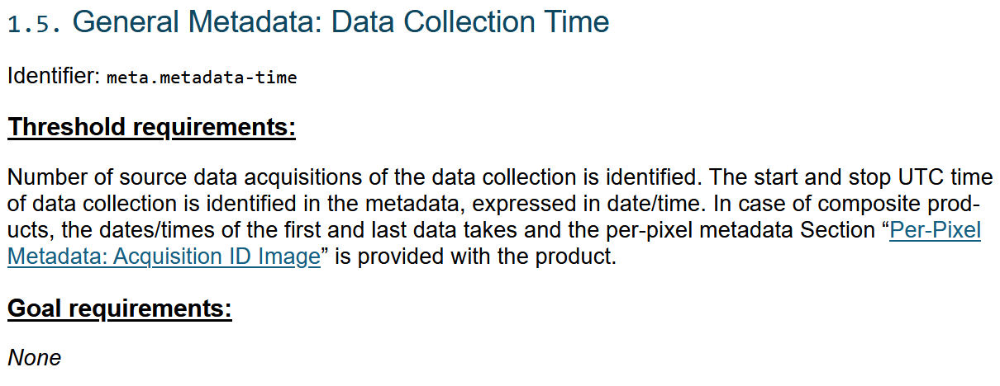 1.5. General Metadata: Data Collection Time
Identifier: meta.metadata-time
Threshold requirements:
Number of source data acquisitions of the data collection is identified. The start and stop UTC time
of data collection is identified in the metadata, expressed in date/time. In case of composite prod-
ucts, the dates/times of the first and last data takes and the per-pixel metadata Section “Per-Pixel
Metadata: Acquisition ID Image” is provided with the product.
Goal requirements:
None